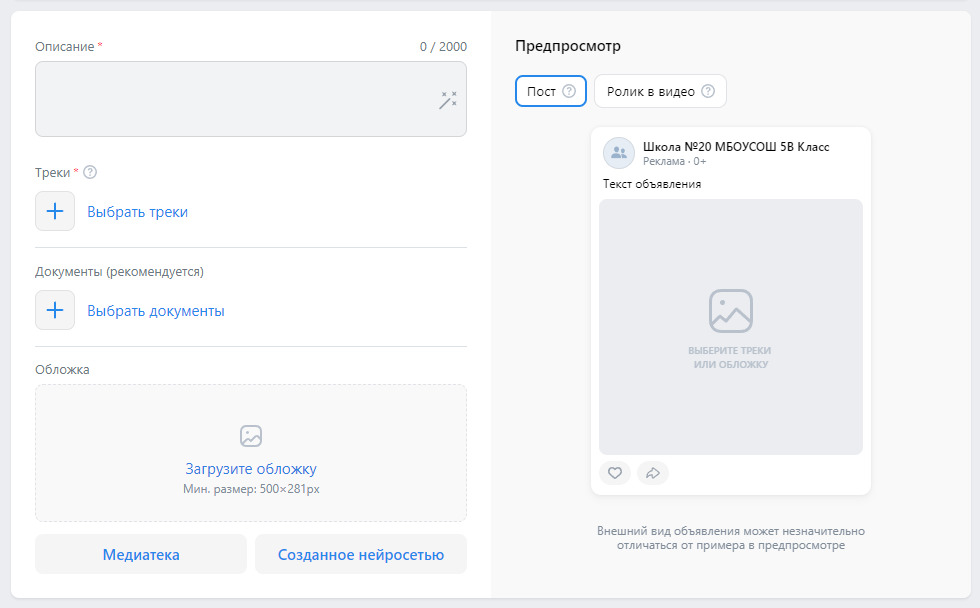 Описание *
0 / 2000
Треки *
Выбрать треки
Документы (рекомендуется)
Выбрать документы
Обложка
Загрузите обложку
Мин. размер: 500×281px
Медиатека
Созданное нейросетью
Предпросмотр
Пост
Ролик в видео
Школа №20 МБОУСОШ 5В Класс
Реклама · 0+
Текст объявления
ВЫБЕРИТЕ ТРЕКИ
ИЛИ ОБЛОЖКУ
Внешний вид объявления может незначительно
отличаться от примера в предпросмотре